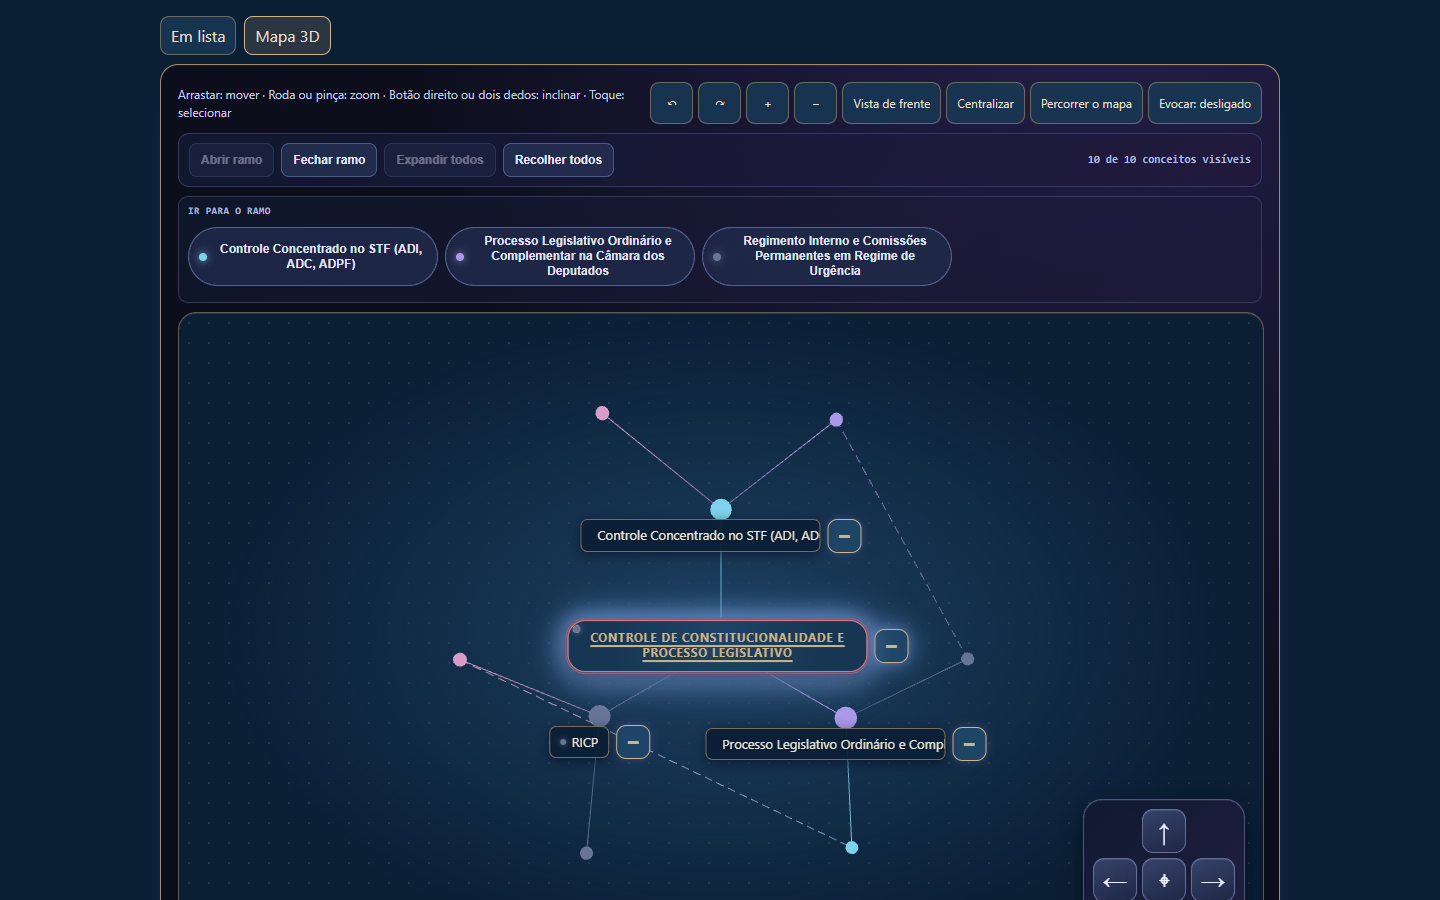 Em lista
Mapa 3D
Arrastar: mover · Roda ou pinça: zoom · Botão direito ou dois dedos: inclinar · Toque:
selecionar
↶
↷
+
−
Vista de frente
Centralizar
Percorrer o mapa
Evocar: desligado
Abrir ramo
Fechar ramo
Expandir todos
Recolher todos
10 de 10 conceitos visíveis
IR PARA O RAMO
Controle Concentrado no STF (ADI,
ADC, ADPF)
Processo Legislativo Ordinário e
Complementar na Câmara dos
Deputados
Regimento Interno e Comissões
Permanentes em Regime de
Urgência
Controle Concentrado no STF (ADI, AD
−
CONTROLE DE CONSTITUCIONALIDADE E
PROCESSO LEGISLATIVO
−
RICP
−
Processo Legislativo Ordinário e Comp
−
↑
←
⌖
→